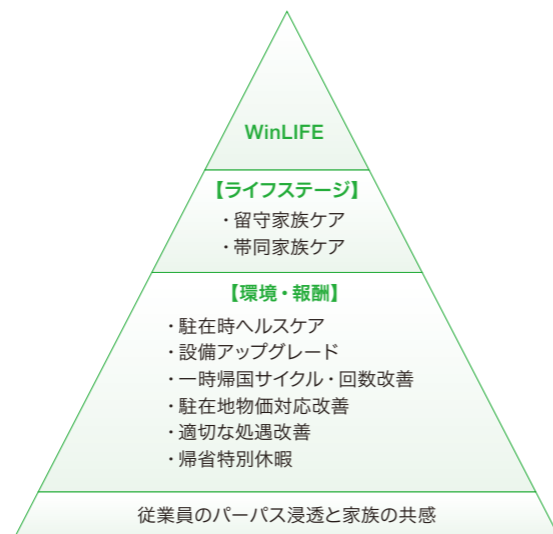 WinLIFE
【ライフステージ】
・留守家族ケア
・帯同家族ケア
【環境・報酬】
・駐在時ヘルスケア
・設備アップグレード
・一時帰国サイクル・回数改善
・駐在地物価対応改善
・適切な処遇改善
・帰省特別休暇
従業員のパーパス浸透と家族の共感